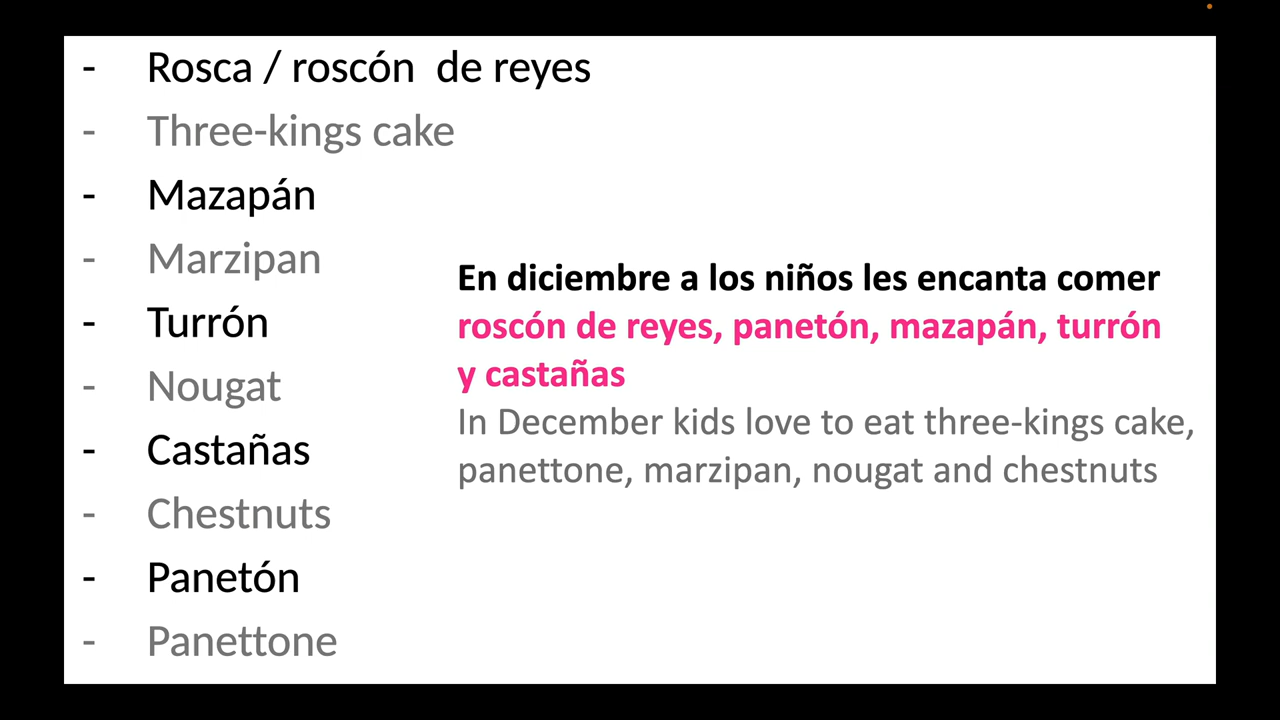 - Rosca / roscón  de reyes
- Three-kings cake
- Mazapán
- Marzipan
- Turrón
- Nougat
- Castañas
- Chestnuts
- Panetón
- Panettone
En diciembre a los niños les encanta comer
roscón de reyes, panetón, mazapán, turrón
y castañas
In December kids love to eat three-kings cake,
panettone, marzipan, nougat and chestnuts